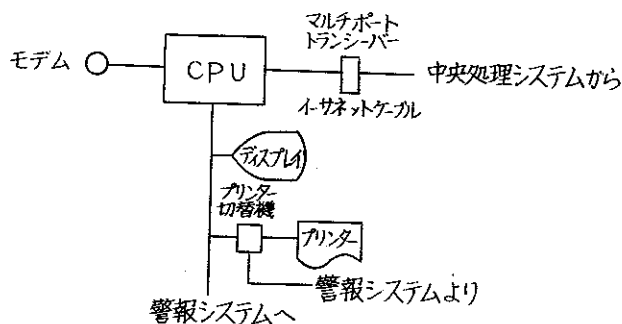 マルチポート
トランシーバー
モデム
CPU
中央処理システムから
イーサネットケーブル
ディスプレイ
プリンター
切替機
プリンター
警報システムより
警報システムへ